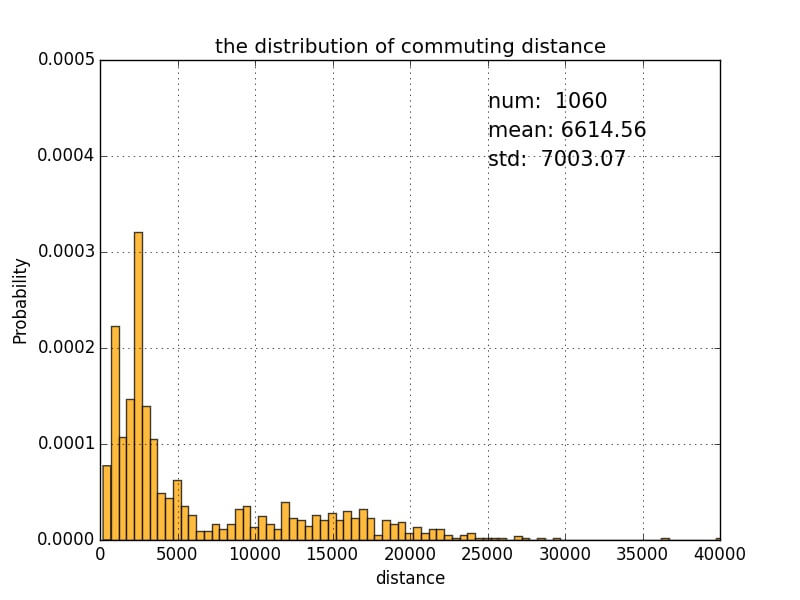 the distribution of commuting distance
0.0005
num: 1060
mean: 6614.56
0.0004
std: 7003.07
0.0003
Probability
0.0002
0.0001
0.0000
0 5000 10000 15000 20000 25000 30000 35000 40000
distance